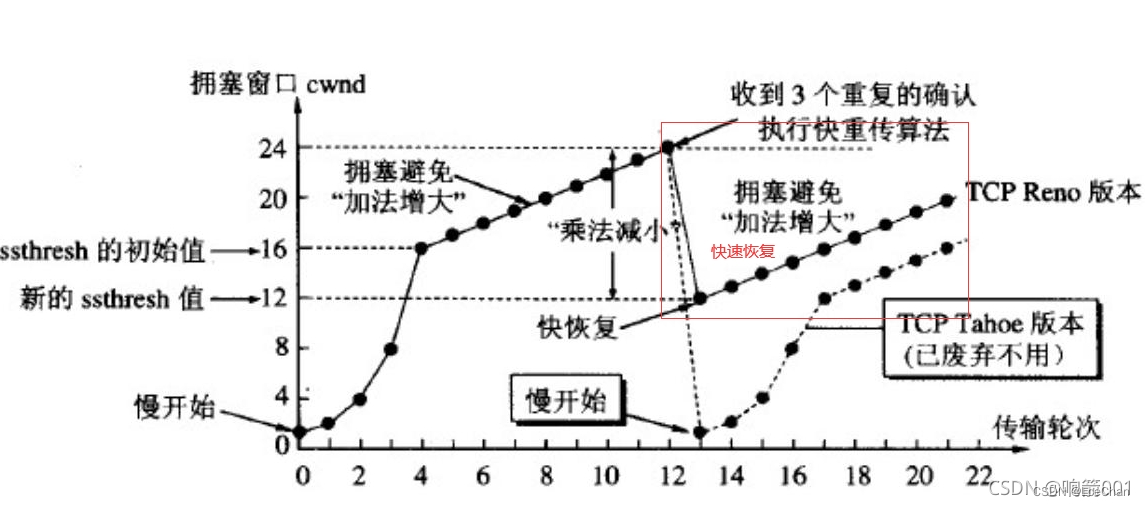 拥塞窗口 cwnd
收到 3 个重复的确认
执行快重传算法
24
拥塞避免
“加法增大”
20
拥塞避免
“加法增大”
TCP Reno 版本
“乘法减小”
快速恢复
ssthresh 的初始值
16
新的 ssthresh 值
12
快恢复
TCP Tahoe 版本
(已废弃不用)
8
4
慢开始
慢开始
传输轮次
0
0 2 4 6 8 10 12 14 16 18 20 22
CSDN @响箭001